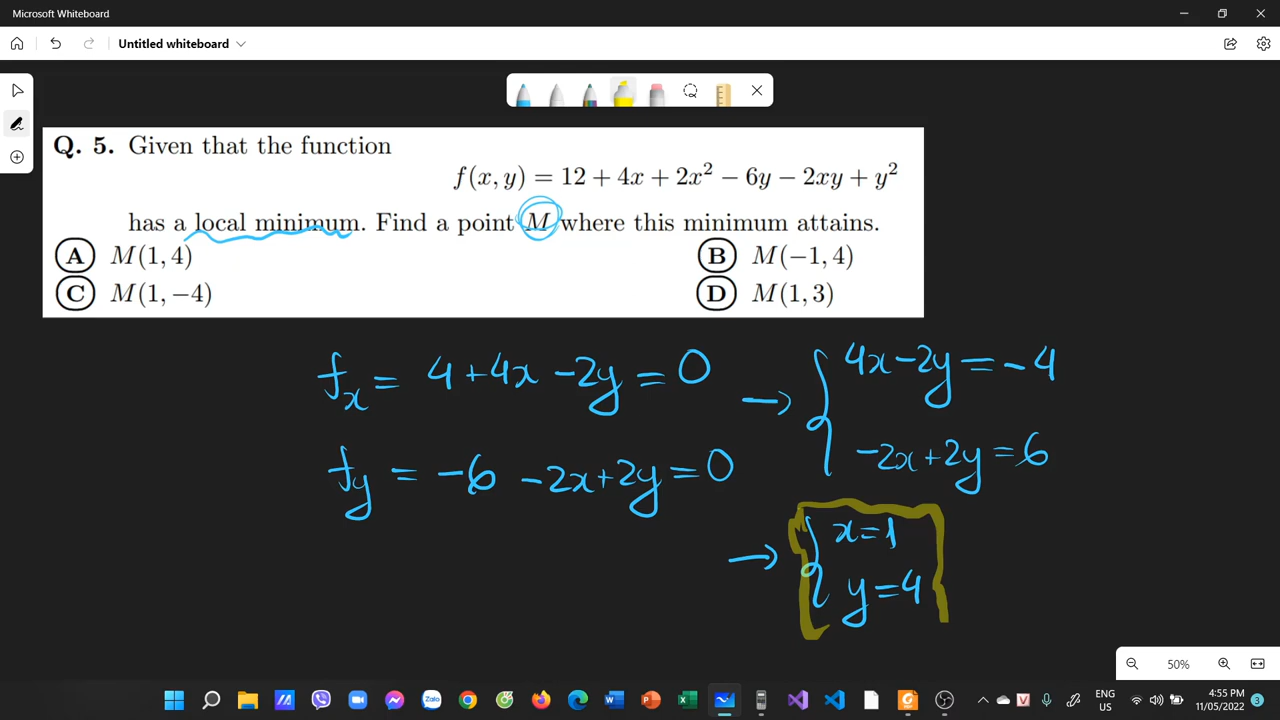 Microsoft Whiteboard
Untitled whiteboard
Q. 5. Given that the function
f(x, y) = 12 + 4x + 2x² − 6y − 2xy + y²
has a local minimum. Find a point M where this minimum attains.
A M(1, 4) B M(−1, 4)
C M(1, −4) D M(1, 3)
fx = 4 + 4x − 2y = 0 → { 4x − 2y = −4
fy = −6 − 2x + 2y = 0 −2x + 2y = 6
→ { x = 1
y = 4
50%
Zalo
ENG 4:55 PM
US 11/05/2022 3